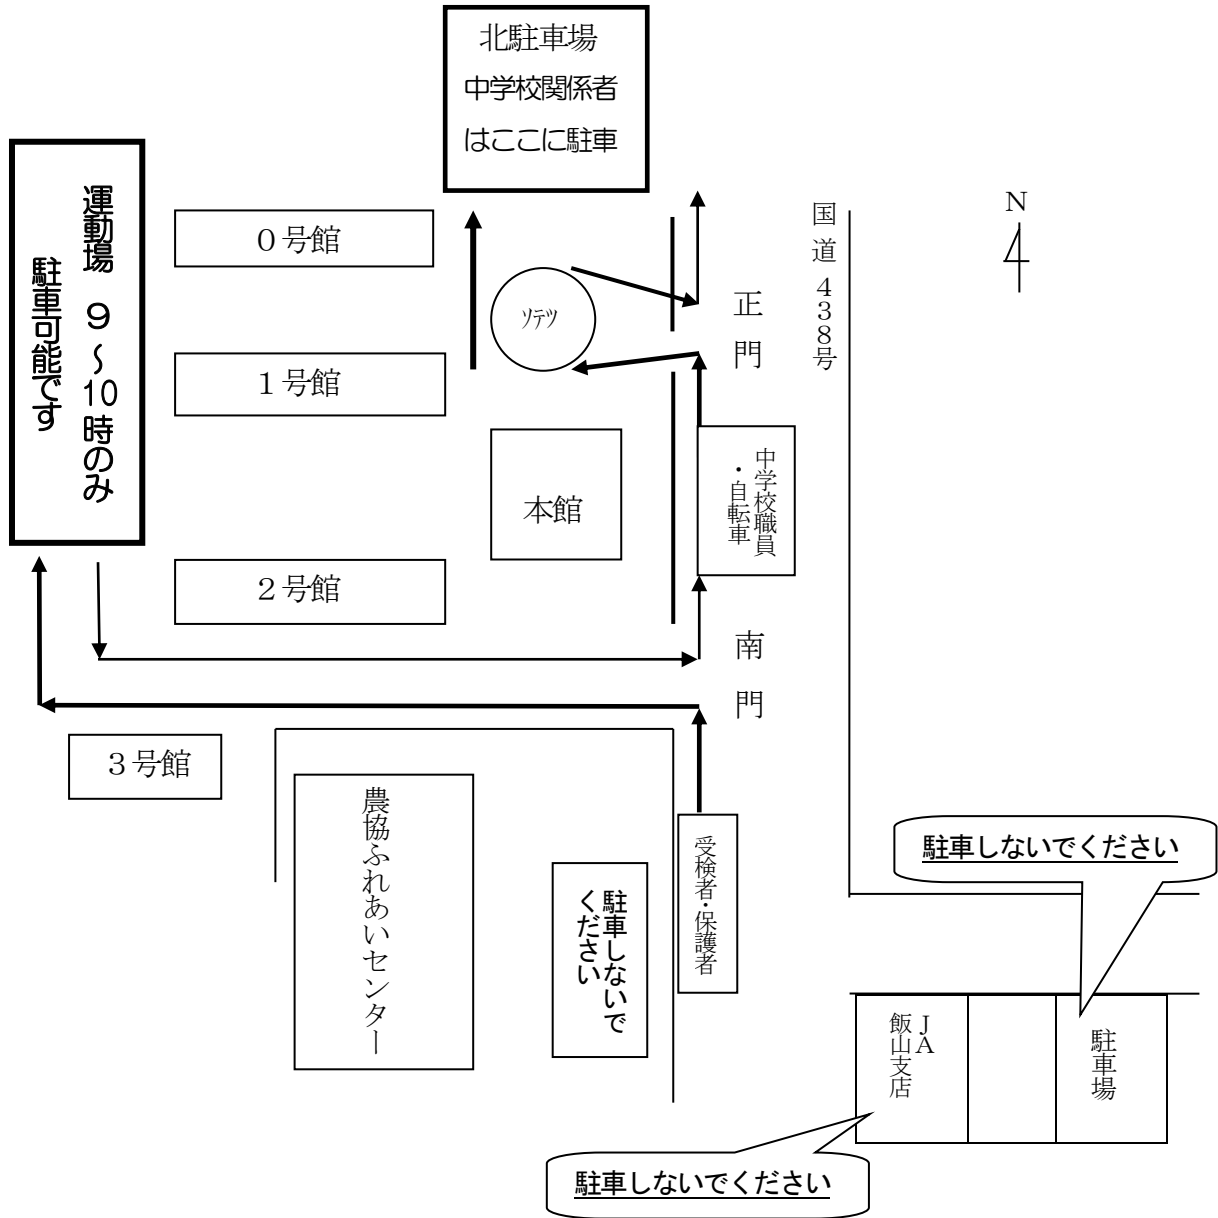 北駐車場
中学校関係者
はここに駐車
運動場 9~10時のみ
駐車可能です
0号館
ソテツ
正門
国道438号
N
1号館
本館
中学校職員
・自転車
2号館
南門
3号館
農協ふれあいセンター
駐車しないで
ください
受検者・保護者
駐車しないでください
JA
飯山支店
駐車場
駐車しないでください